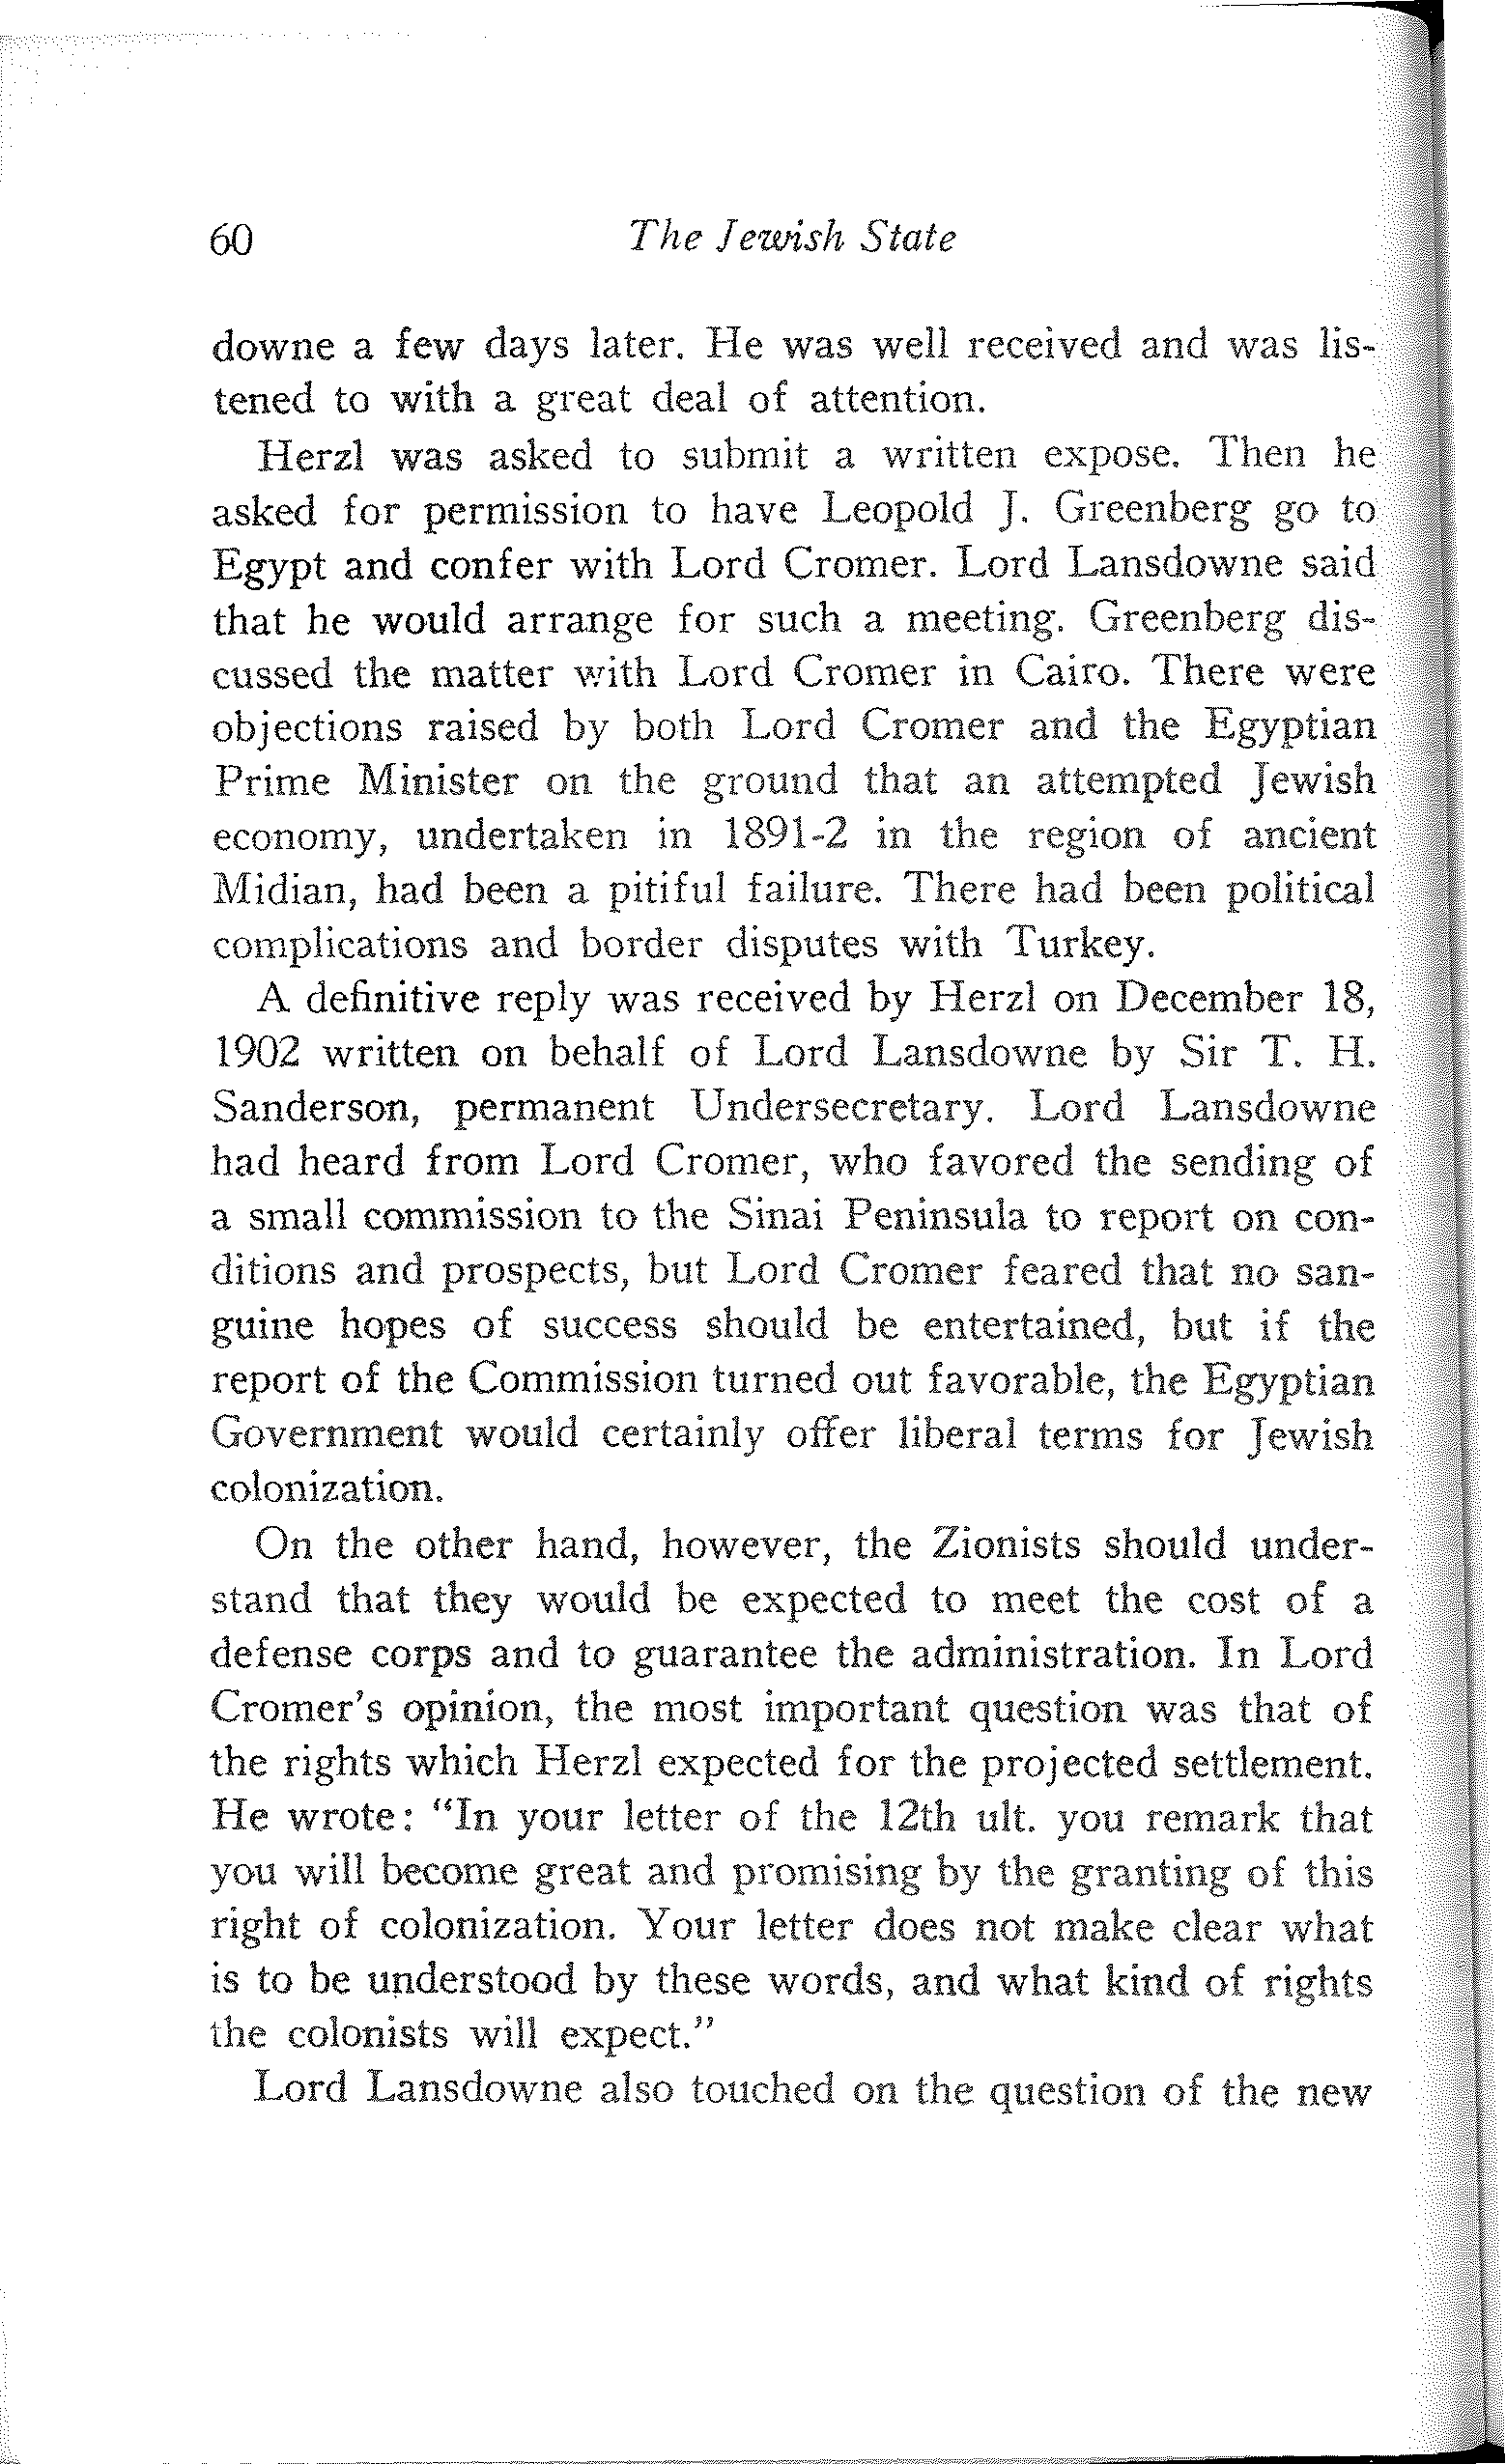 60 The Jewish State
downe a few days later. He was well received and was lis-
tened to with a great deal of attention.
Herzl was asked to submit a written expose. Then he
asked for permission to have Leopold J. Greenberg go to
Egypt and confer with Lord Cromer. Lord Lansdowne said
that he would arrange for such a meeting. Greenberg dis-
cussed the matter with Lord Cromer in Cairo. There were
objections raised by both Lord Cromer and the Egyptian
Prime Minister on the ground that an attempted Jewish
economy, undertaken in 1891-2 in the region of ancient
Midian, had been a pitiful failure. There had been political
complications and border disputes with Turkey.
A definitive reply was received by Herzl on December 18,
1902 written on behalf of Lord Lansdowne by Sir T. H.
Sanderson, permanent Undersecretary. Lord Lansdowne
had heard from Lord Cromer, who favored the sending of
a small commission to the Sinai Peninsula to report on con-
ditions and prospects, but Lord Cromer feared that no san-
guine hopes of success should be entertained, but if the
report of the Commission turned out favorable, the Egyptian
Government would certainly offer liberal terms for Jewish
colonization.
On the other hand, however, the Zionists should under-
stand that they would be expected to meet the cost of a
defense corps and to guarantee the administration. In Lord
Cromer's opinion, the most important question was that of
the rights which Herzl expected for the projected settlement.
He wrote: "In your letter of the 12th ult. you remark that
you will become great and promising by the granting of this
right of colonization. Your letter does not make clear what
is to be understood by these words, and what kind of rights
the colonists will expect."
Lord Lansdowne also touched on the question of the new